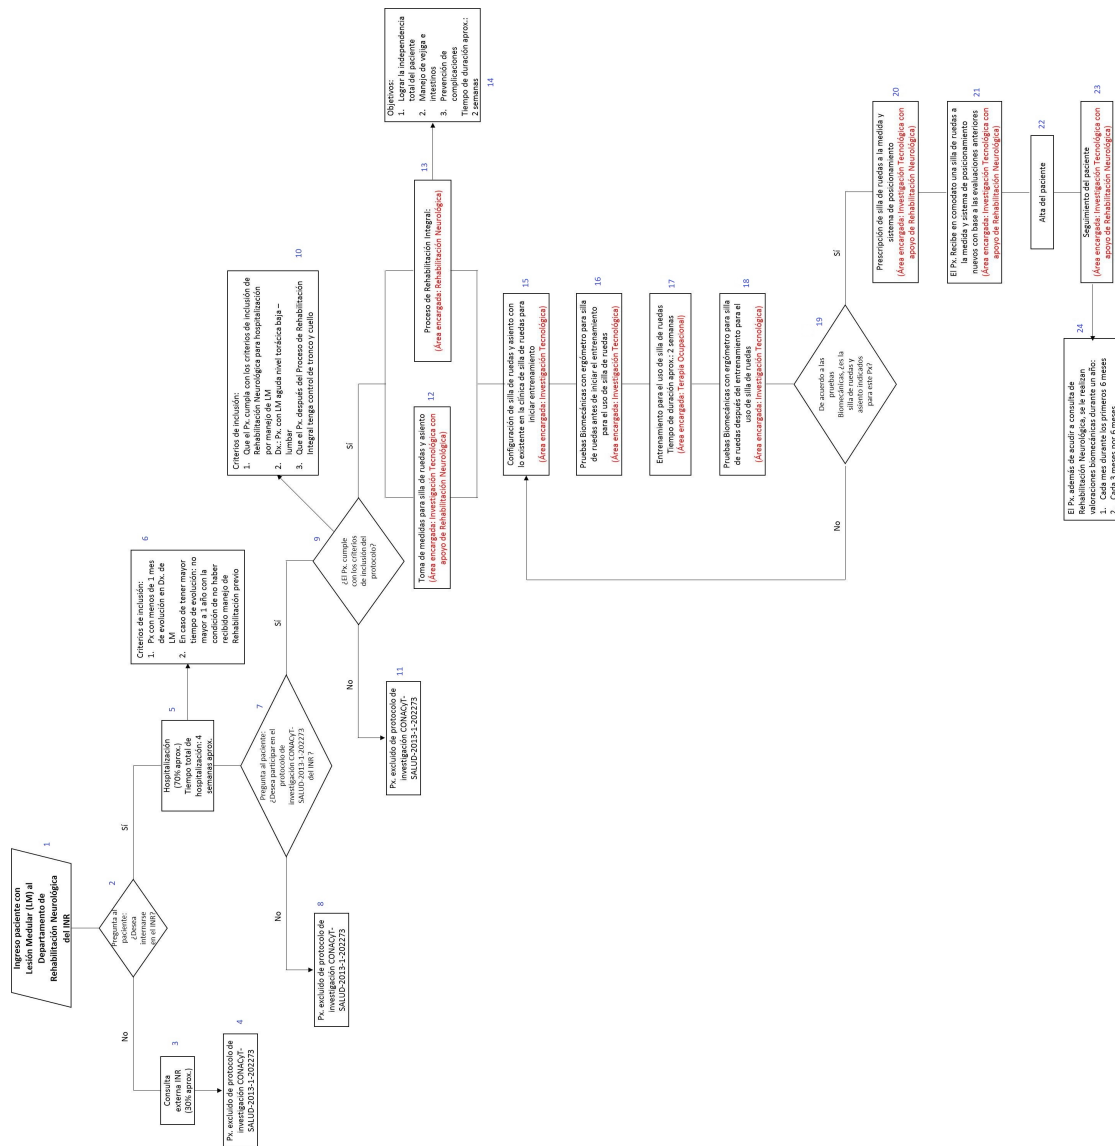 Ingreso paciente con
Lesión Medular (LM) al
Departamento de
Rehabilitación Neurológica
del INR
1
Pregunta al
paciente:
¿Desea
internarse
en el INR?
2
No
Sí
Consulta
externa INR
(30% aprox.)
3
Px. excluido de protocolo de
investigación CONACyT-
SALUD-2013-1-202273
4
Hospitalización
(70% aprox.)
Tiempo total de
hospitalización: 4
semanas aprox.
5
Criterios de inclusión:
1. Px con menos de 1 mes
de evolución en Dx. de
LM
2. En caso de tener mayor
tiempo de evolución: no
mayor a 1 año con la
condición de no haber
recibido manejo de
Rehabilitación previo
6
Pregunta al paciente:
¿Desea participar en el
protocolo de
investigación CONACyT-
SALUD-2013-1-202273
del INR ?
7
No
Sí
Px. excluido de protocolo de
investigación CONACyT-
SALUD-2013-1-202273
8
¿El Px. cumple
con los criterios
de inclusión del
protocolo?
9
Criterios de inclusión:
1. Que el Px. cumpla con los criterios de inclusión de
Rehabilitación Neurológica para hospitalización
por manejo de LM
2. Dx.: Px. con LM aguda nivel torácica baja –
lumbar
3. Que el Px. después del Proceso de Rehabilitación
Integral tenga control de tronco y cuello
10
No
Sí
Px. excluido de protocolo de
investigación CONACyT-
SALUD-2013-1-202273
11
Toma de medidas para silla de ruedas y asiento
(Área encargada: Investigación Tecnológica con
apoyo de Rehabilitación Neurológica)
12
Proceso de Rehabilitación Integral:
(Área encargada: Rehabilitación Neurológica)
13
Objetivos:
1. Lograr la independencia
total del paciente
2. Manejo de vejiga e
intestinos
3. Prevención de
complicaciones
Tiempo de duración aprox.:
2 semanas
14
Configuración de silla de ruedas y asiento con
lo existente en la clínica de silla de ruedas para
iniciar entrenamiento
(Área encargada: Investigación Tecnológica)
15
Pruebas Biomecánicas con ergómetro para silla
de ruedas antes de iniciar el entrenamiento
para el uso de silla de ruedas
(Área encargada: Investigación Tecnológica)
16
Entrenamiento para el uso de silla de ruedas
Tiempo de duración aprox.: 2 semanas
(Área encargada: Terapia Ocupacional)
17
Pruebas Biomecánicas con ergómetro para silla
de ruedas después del entrenamiento para el
uso de silla de ruedas
(Área encargada: Investigación Tecnológica)
18
De acuerdo a las
pruebas
Biomecánicas, ¿es la
silla de ruedas y
asiento indicados
para este Px?
19
No
Sí
Prescripción de silla de ruedas a la medida y
sistema de posicionamiento
(Área encargada: Investigación Tecnológica con
apoyo de Rehabilitación Neurológica)
20
El Px. Recibe en comodato una silla de ruedas a
la medida y sistema de posicionamiento
nuevos con base a las evaluaciones anteriores
(Área encargada: Investigación Tecnológica con
apoyo de Rehabilitación Neurológica)
21
Alta del paciente
22
Seguimiento del paciente
(Área encargada: Investigación Tecnológica con
apoyo de Rehabilitación Neurológica)
23
El Px. además de acudir a consulta de
Rehabilitación Neurológica, se le realizan
valoraciones biomecánicas durante un año:
1. Cada mes durante los primeros 6 meses
2. Cada 3 meses por 6 meses
24